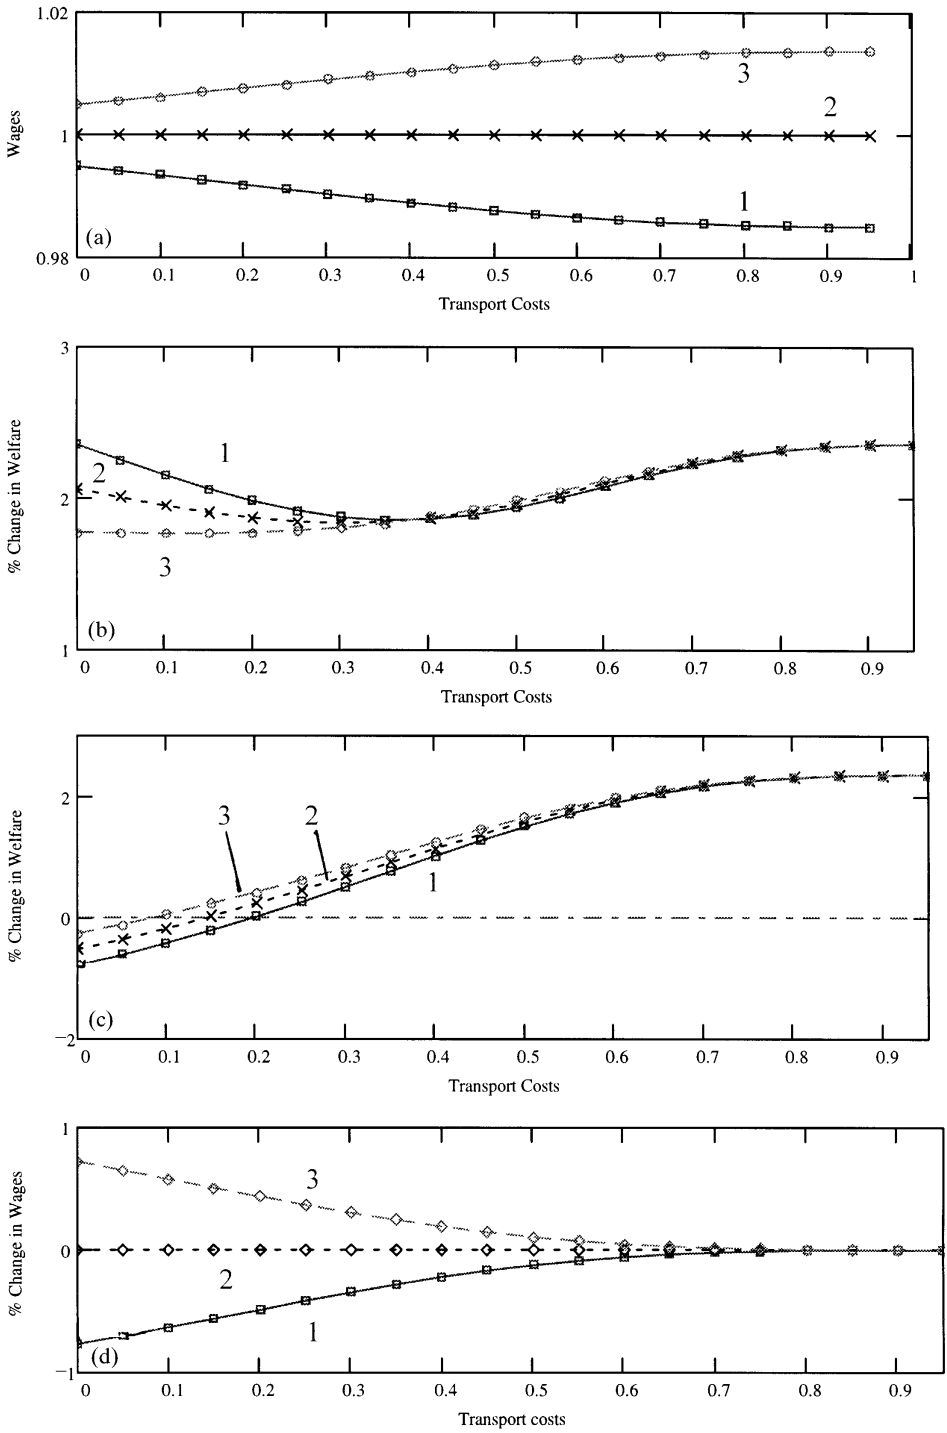 1.02
Wages
3
2
1
1
(a)
0.98
0 0.1 0.2 0.3 0.4 0.5 0.6 0.7 0.8 0.9 1
Transport Costs
3
% Change in Welfare
1
2
2
3
(b)
1
0 0.1 0.2 0.3 0.4 0.5 0.6 0.7 0.8 0.9
Transport Costs
% Change in Welfare
2
3 2
1
0
(c)
−2
0 0.1 0.2 0.3 0.4 0.5 0.6 0.7 0.8 0.9
Transport Costs
1
% Change in Wages
3
0
2
1
(d)
−1
0 0.1 0.2 0.3 0.4 0.5 0.6 0.7 0.8 0.9
Transport costs